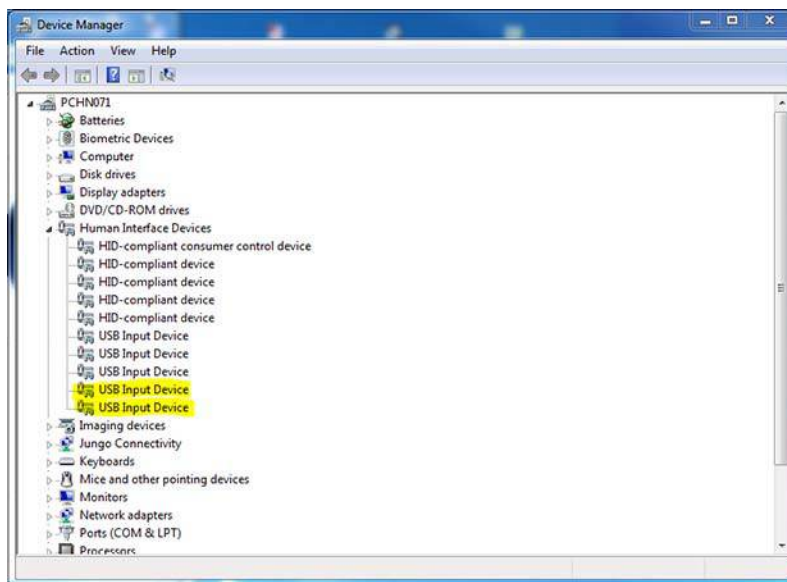 Device Manager
File Action View Help
PCHN071
Batteries
Biometric Devices
Computer
Disk drives
Display adapters
DVD/CD-ROM drives
Human Interface Devices
HID-compliant consumer control device
HID-compliant device
HID-compliant device
HID-compliant device
HID-compliant device
USB Input Device
USB Input Device
USB Input Device
USB Input Device
USB Input Device
Imaging devices
Jungo Connectivity
Keyboards
Mice and other pointing devices
Monitors
Network adapters
Ports (COM & LPT)
Processors